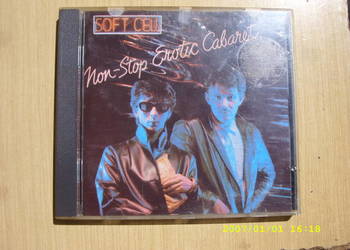 SOFT CELL
Non-Stop Erotic Cabaret
2007/01/01 16:18